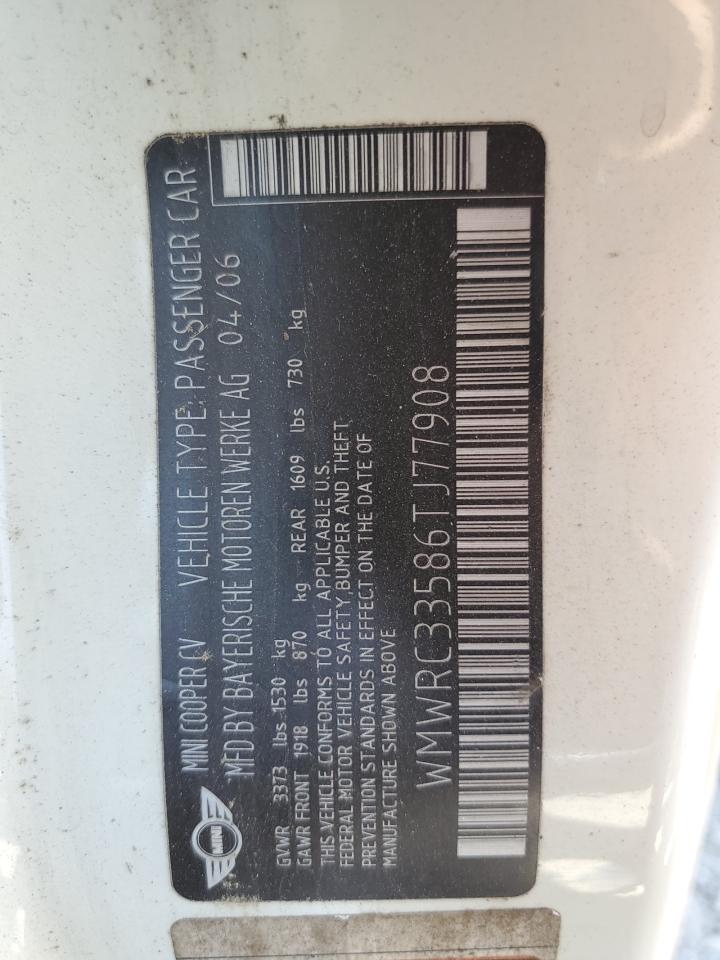 MINI COOPER CV VEHICLE TYPE: PASSENGER CAR
MFD BY BAYERISCHE MOTOREN WERKE AG 04/06
MINI
GVWR 3373 lbs 1530 kg
GAWR FRONT 1918 lbs 870 kg REAR 1609 lbs 730 kg
THIS VEHICLE CONFORMS TO ALL APPLICABLE U.S.
FEDERAL MOTOR VEHICLE SAFETY, BUMPER AND THEFT
PREVENTION STANDARDS IN EFFECT ON THE DATE OF
MANUFACTURE SHOWN ABOVE
WMWRC33586TJ77908